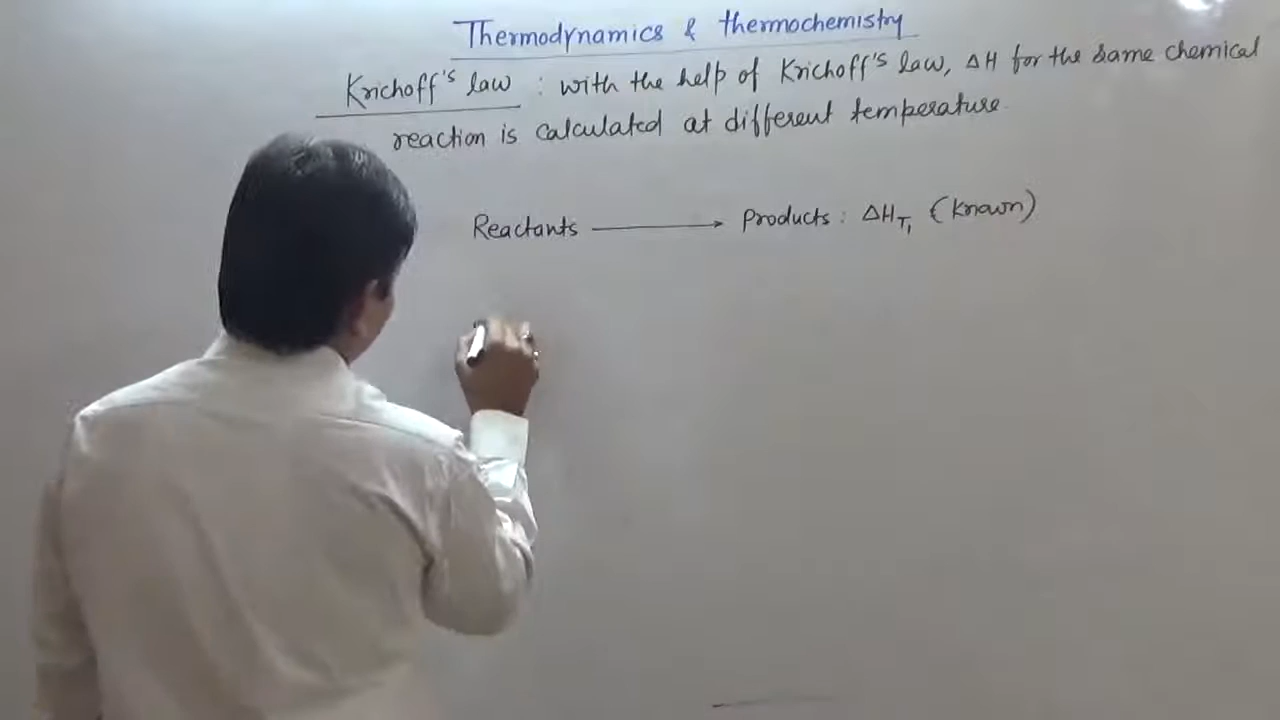 Thermodynamics & thermochemistry
Krichoff's law : with the help of Krichoff's law, ΔH for the same chemical
reaction is calculated at different temperature
Reactants ⟶ Products : ΔH_T₁ (Known)